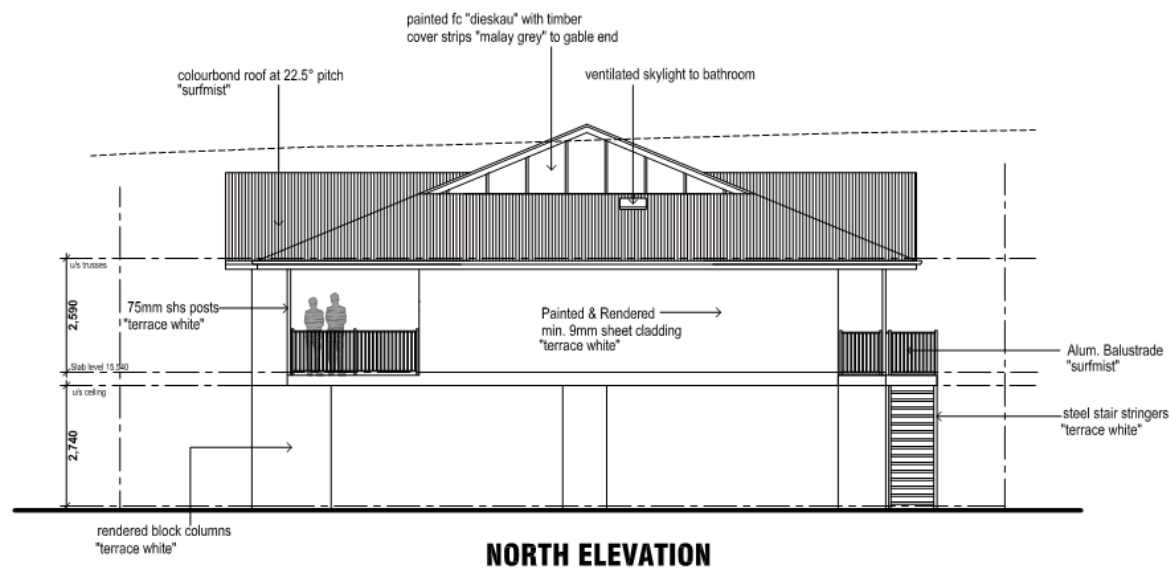 painted fc "dieskau" with timber
cover strips "malay grey" to gable end
colourbond roof at 22.5° pitch
"surfmist"
ventilated skylight to bathroom
u/s trusses
2,590
75mm shs posts
"terrace white"
Painted & Rendered
min. 9mm sheet cladding
"terrace white"
Alum. Balustrade
"surfmist"
Slab level 15,540
u/s ceiling
2,740
steel stair stringers
"terrace white"
rendered block columns
"terrace white"
NORTH ELEVATION